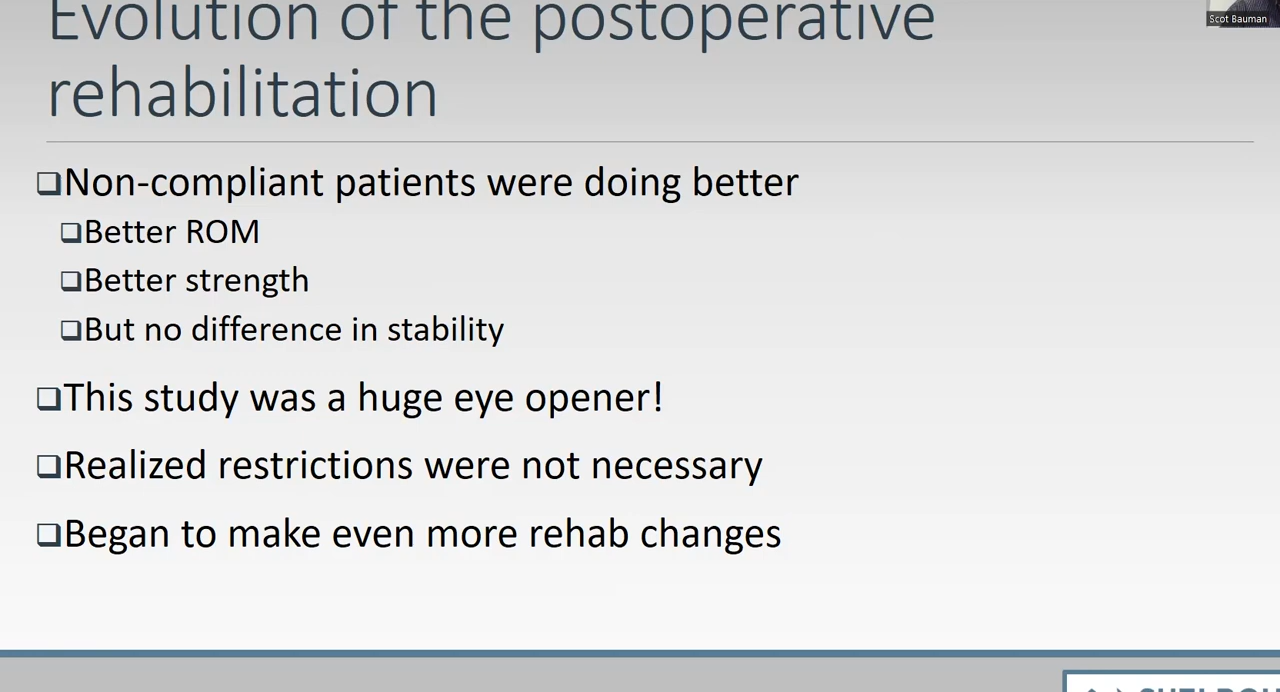 Scot Bauman
Evolution of the postoperative
rehabilitation
Non-compliant patients were doing better
Better ROM
Better strength
But no difference in stability
This study was a huge eye opener!
Realized restrictions were not necessary
Began to make even more rehab changes